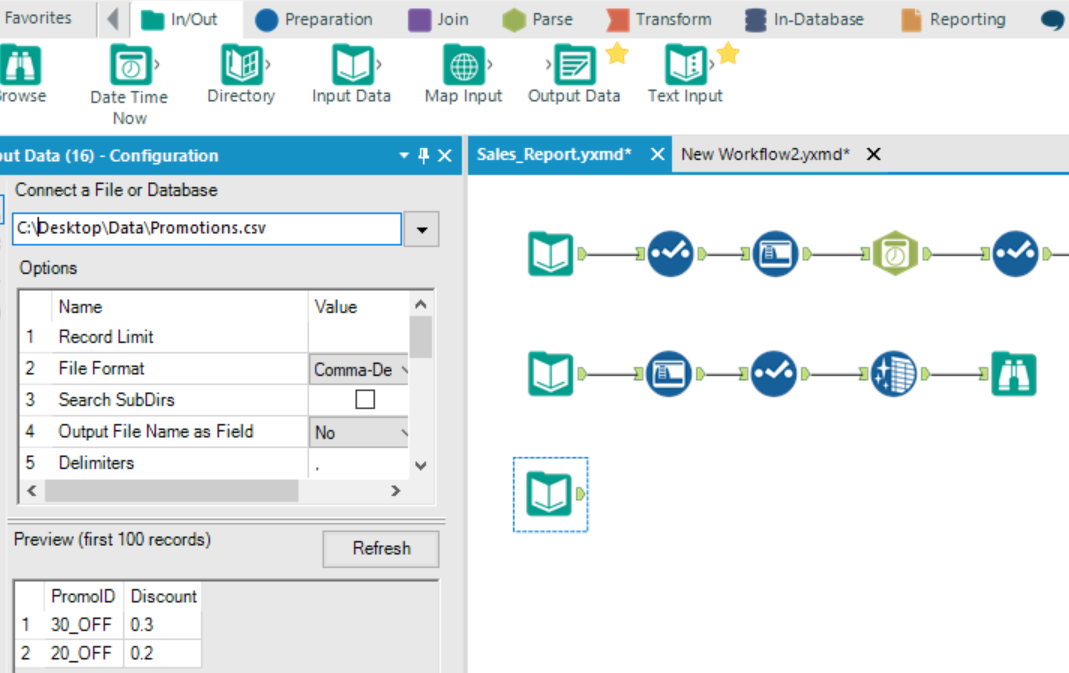 Favorites In/Out Preparation Join Parse Transform In-Database Reporting
Date Time Now Directory Input Data Map Input Output Data Text Input
Data (16) - Configuration
Sales_Report.yxmd* New Workflow2.yxmd*
Connect a File or Database
C:\Desktop\Data\Promotions.csv
Options
Name Value
1 Record Limit
2 File Format Comma-De
3 Search SubDirs
4 Output File Name as Field No
5 Delimiters ,
Preview (first 100 records) Refresh
PromoID Discount
1 30_OFF 0.3
2 20_OFF 0.2